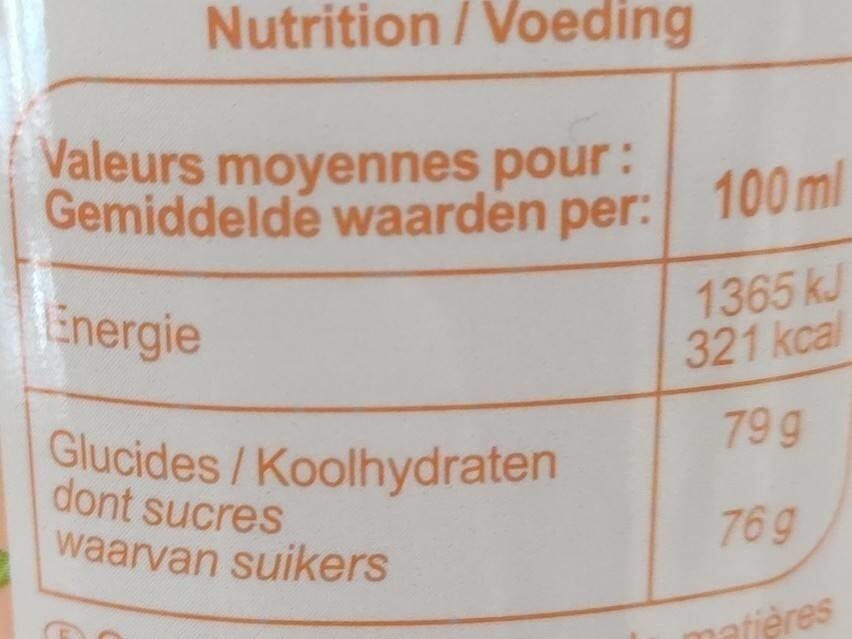 Nutrition / Voeding
Valeurs moyennes pour :
Gemiddelde waarden per:
100 ml
Energie
1365 kJ
321 kcal
Glucides / Koolhydraten
79 g
dont sucres
waarvan suikers
76 g
matières